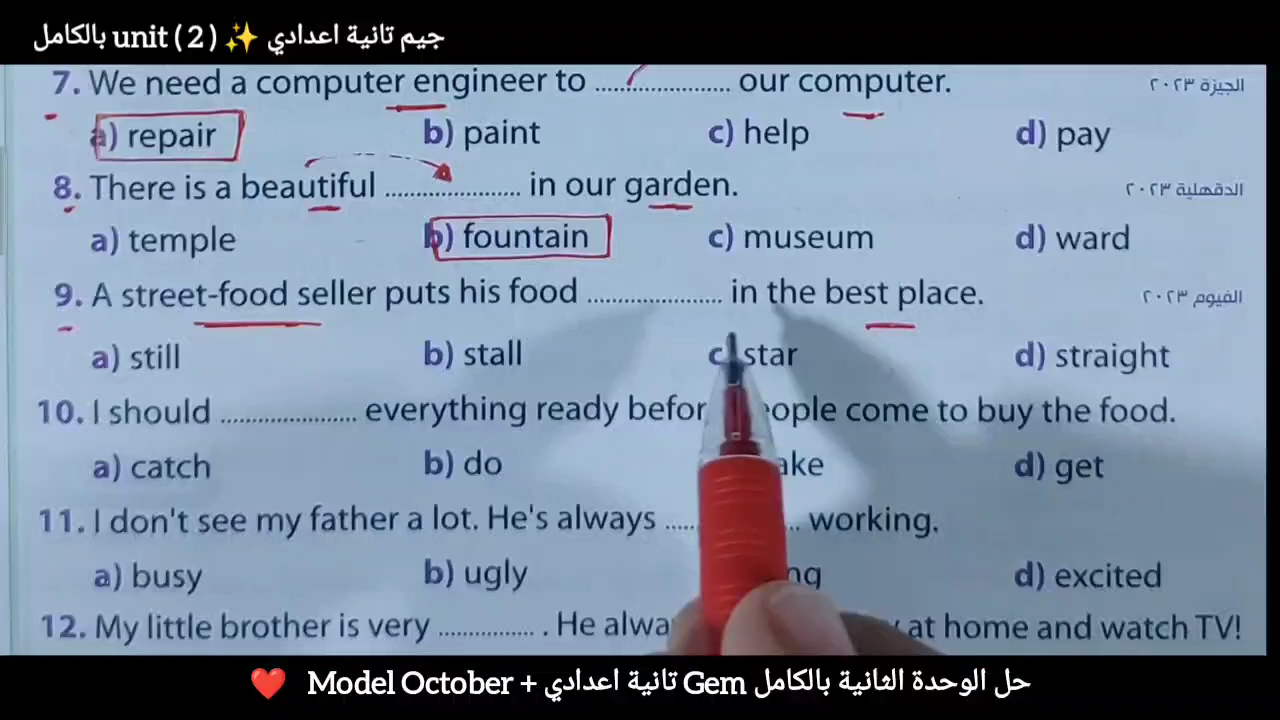 جيم تانية اعدادي ✨ unit ( 2 ) بالكامل
7. We need a computer engineer to .................... our computer. الجيزة ٢٠٢٣
a) repair b) paint c) help d) pay
8. There is a beautiful .................... in our garden. الدقهلية ٢٠٢٣
a) temple b) fountain c) museum d) ward
9. A street-food seller puts his food .................... in the best place. الفيوم ٢٠٢٣
a) still b) stall c) star d) straight
10. I should .................... everything ready before people come to buy the food.
a) catch b) do d) get
11. I don't see my father a lot. He's always .................... working.
a) busy b) ugly d) excited
12. My little brother is very ............... . He at home and watch TV!
حل الوحدة الثانية بالكامل Gem تانية اعدادي + Model October ❤️